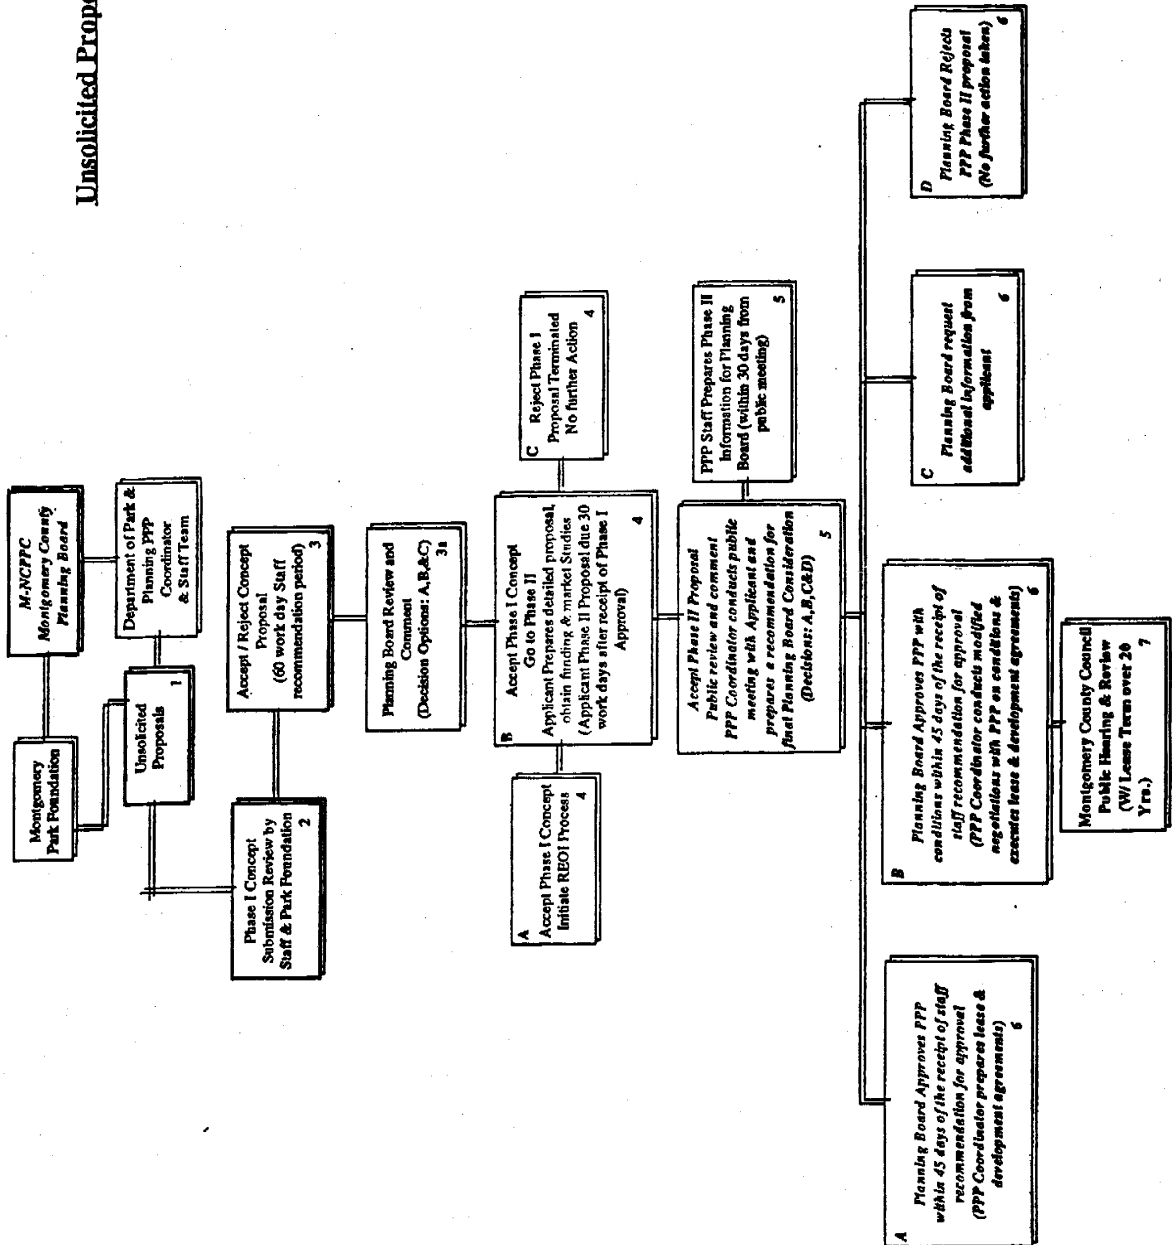 Unsolicited Prop
M-NCPPC
Montgomery County
Planning Board
Montgomery
Park Foundation
Department of Park &
Planning PPP
Coordinator
& Staff Team
Unsolicited
Proposals
1
Phase I Concept
Submission Review by
Staff & Park Foundation
2
Accept / Reject Concept
Proposal
(60 work day Staff
recommendation period)
3
Planning Board Review and
Comment
(Decision Options: A,B,&C)
3a
A
Accept Phase I Concept
Initiate REOI Process
4
B
Accept Phase I Concept
Go to Phase II
Applicant Prepares detailed proposal,
obtain funding & market Studies
(Applicant Phase II Proposal due 30
work days after receipt of Phase I
Approval)
4
C
Reject Phase I
Proposal Terminated
No further Action
4
Accept Phase II Proposal
Public review and comment
PPP Coordinator conducts public
meeting with Applicant and
prepares a recommendation for
final Planning Board Consideration
(Decisions: A,B,C&D)
5
PPP Staff Prepares Phase II
Information for Planning
Board (within 30 days from
public meeting)
5
A
Planning Board Approves PPP
within 45 days of the receipt of staff
recommendation for approval
(PPP Coordinator prepares lease &
development agreements)
6
B
Planning Board Approves PPP with
conditions within 45 days of the receipt of
staff recommendation for approval
(PPP Coordinator conducts modified
negotiations with PPP on conditions &
executes lease & development agreements)
6
C
Planning Board request
additional information from
applicant
6
D
Planning Board Rejects
PPP Phase II proposal
(No further action taken)
6
Montgomery County Council
Public Hearing & Review
(W/ Lease Term over 20
Yrs.)
7